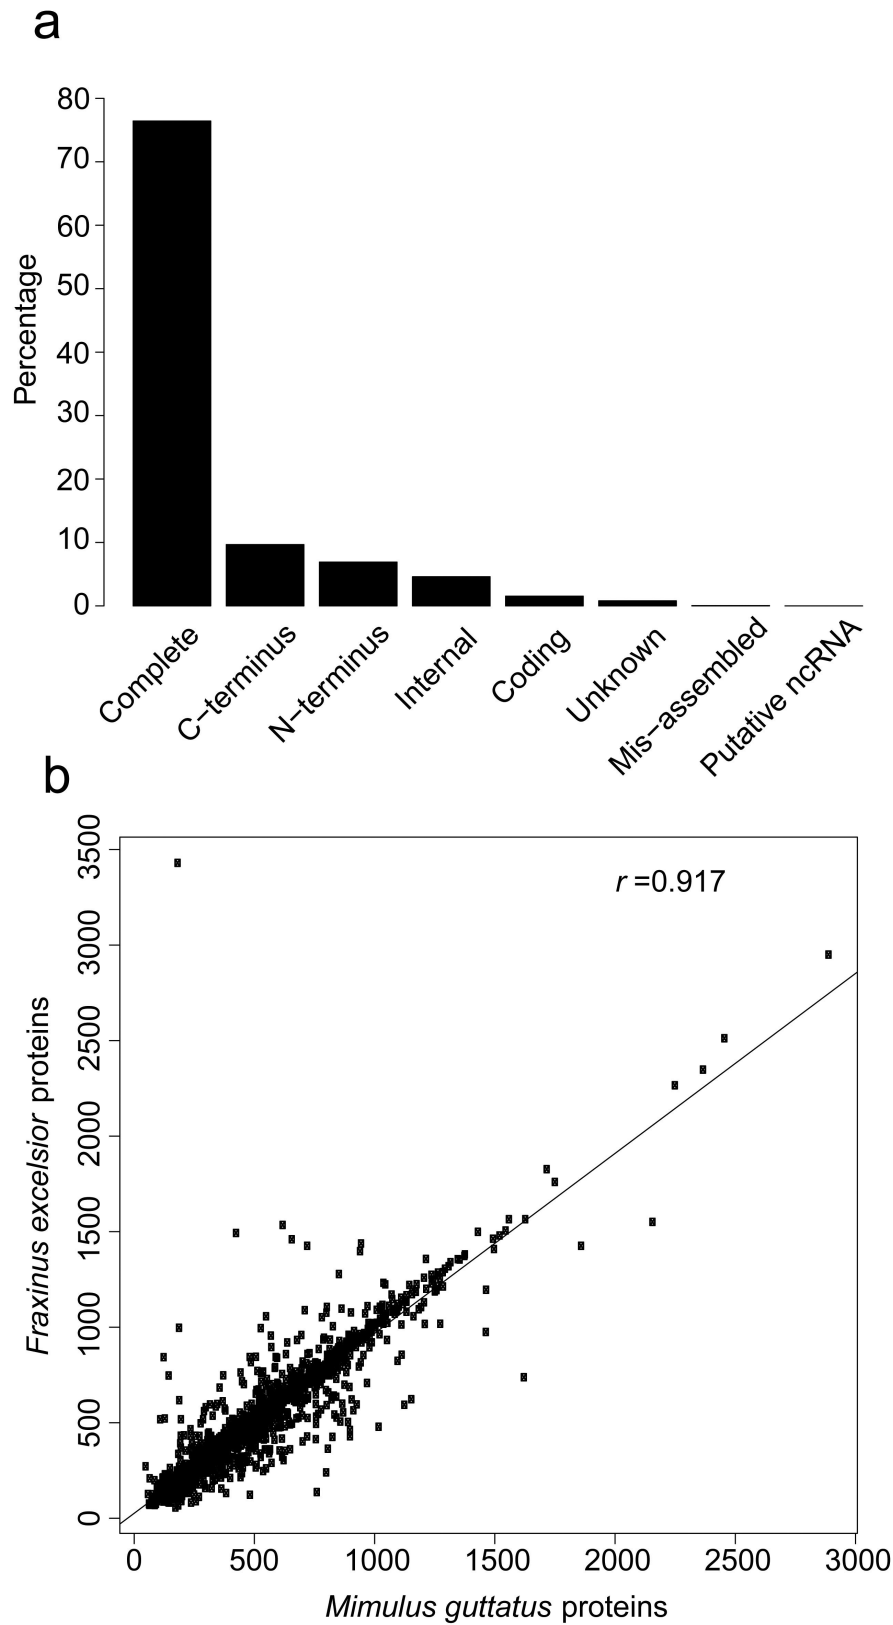 a
80
70
60
50
40
30
20
10
0
Percentage
Complete
C−terminus
N−terminus
Internal
Coding
Unknown
Mis−assembled
Putative ncRNA
b
3500
3000
2500
2000
1500
1000
500
0
Fraxinus excelsior proteins
r =0.917
0 500 1000 1500 2000 2500 3000
Mimulus guttatus proteins